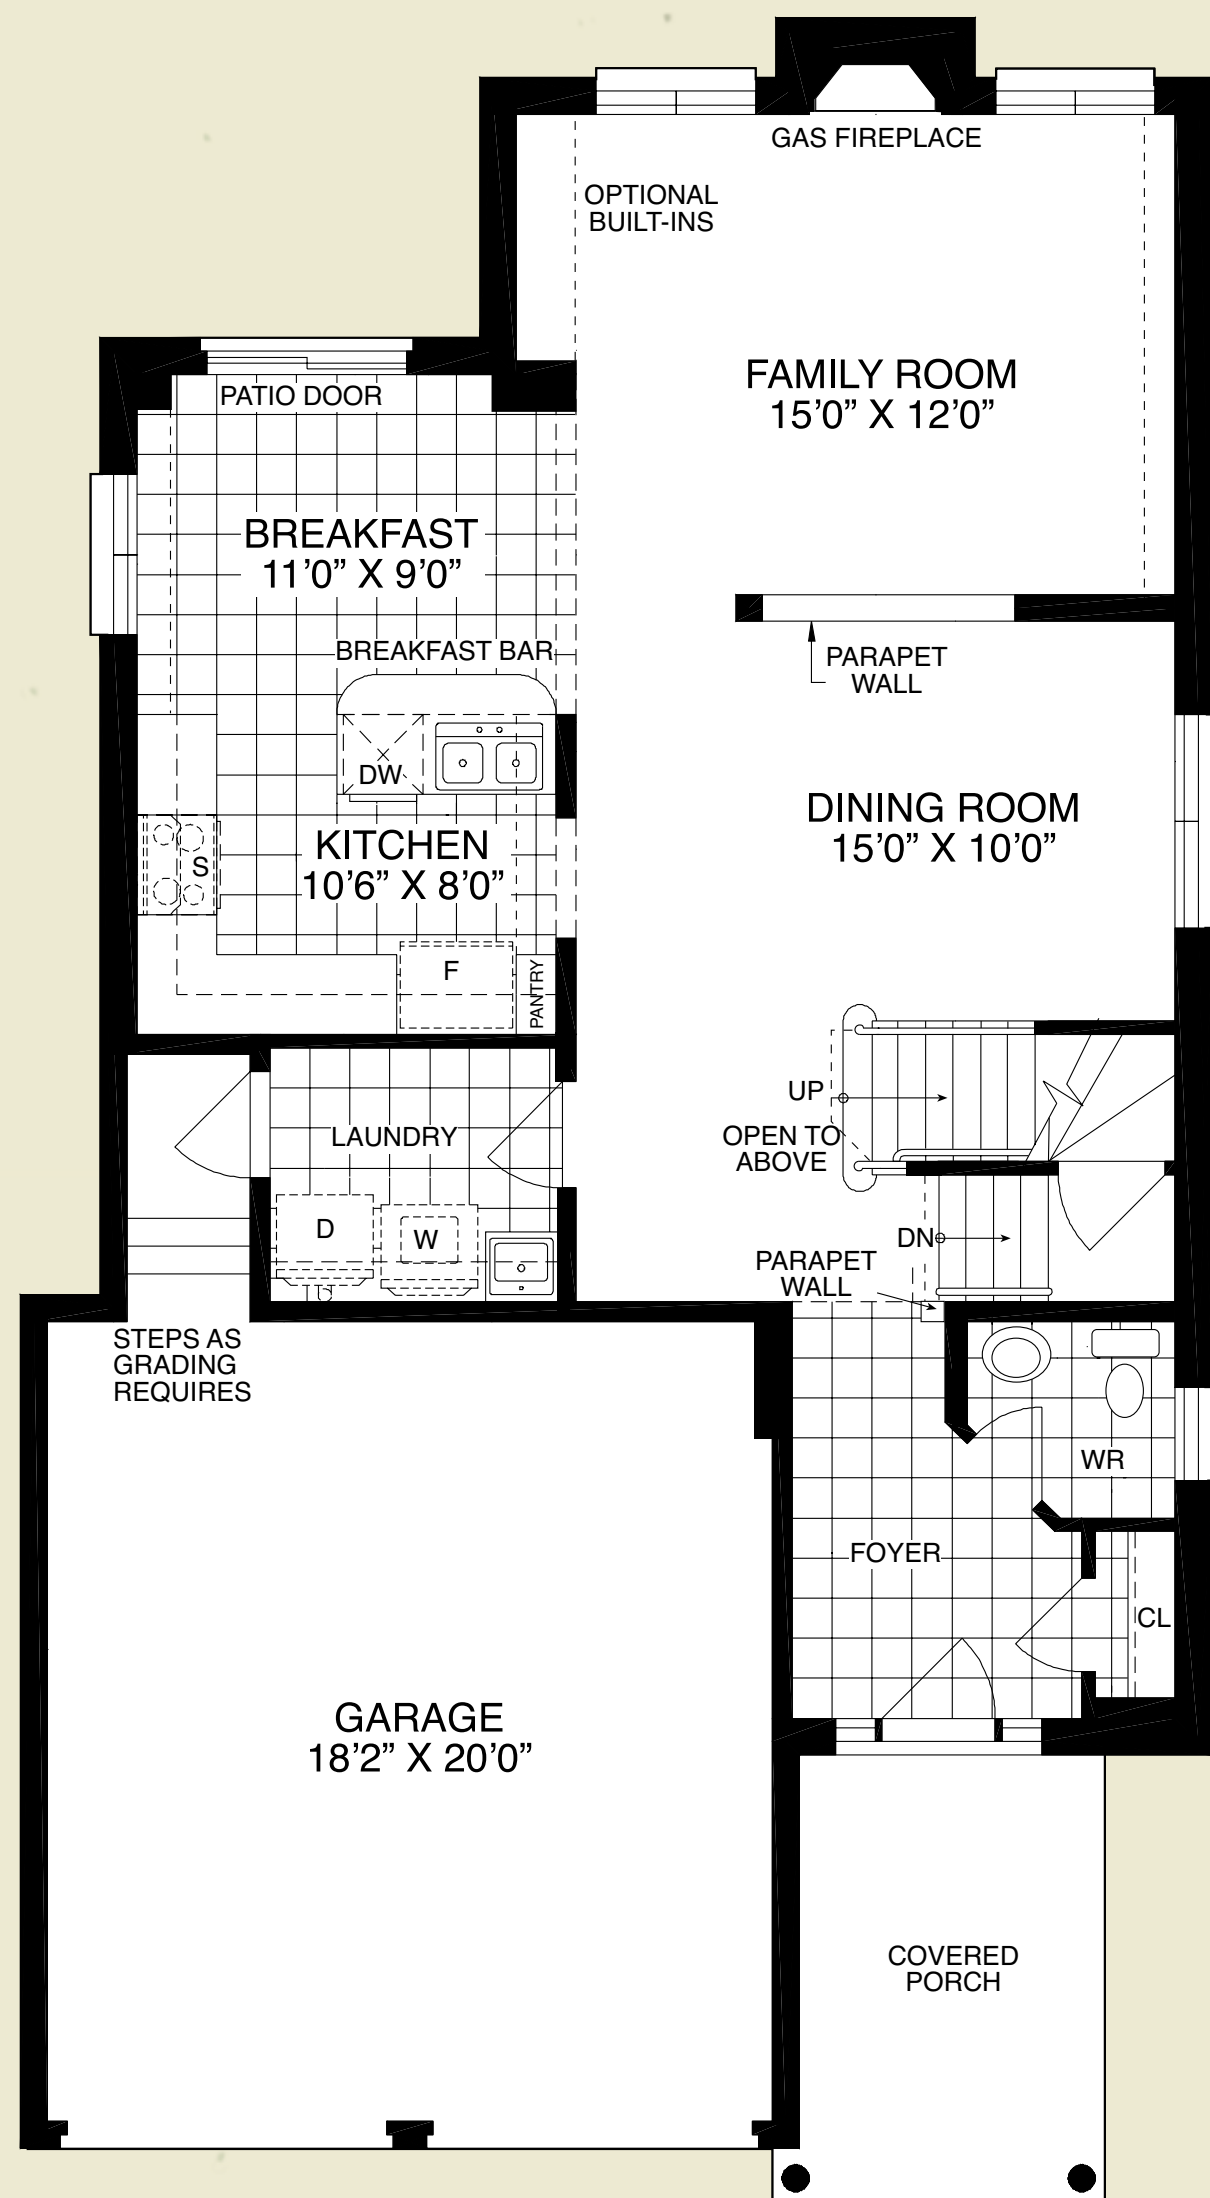 GAS FIREPLACE
OPTIONAL
BUILT-INS
FAMILY ROOM
15’0” X 12’0”
PATIO DOOR
BREAKFAST
11’0” X 9’0”
BREAKFAST BAR
PARAPET
WALL
DW
DINING ROOM
15’0” X 10’0”
KITCHEN
10’6” X 8’0”
S
F
PANTRY
UP
OPEN TO
ABOVE
LAUNDRY
D
W
DN
PARAPET
WALL
STEPS AS
GRADING
REQUIRES
WR
FOYER
CL
GARAGE
18’2” X 20’0”
COVERED
PORCH